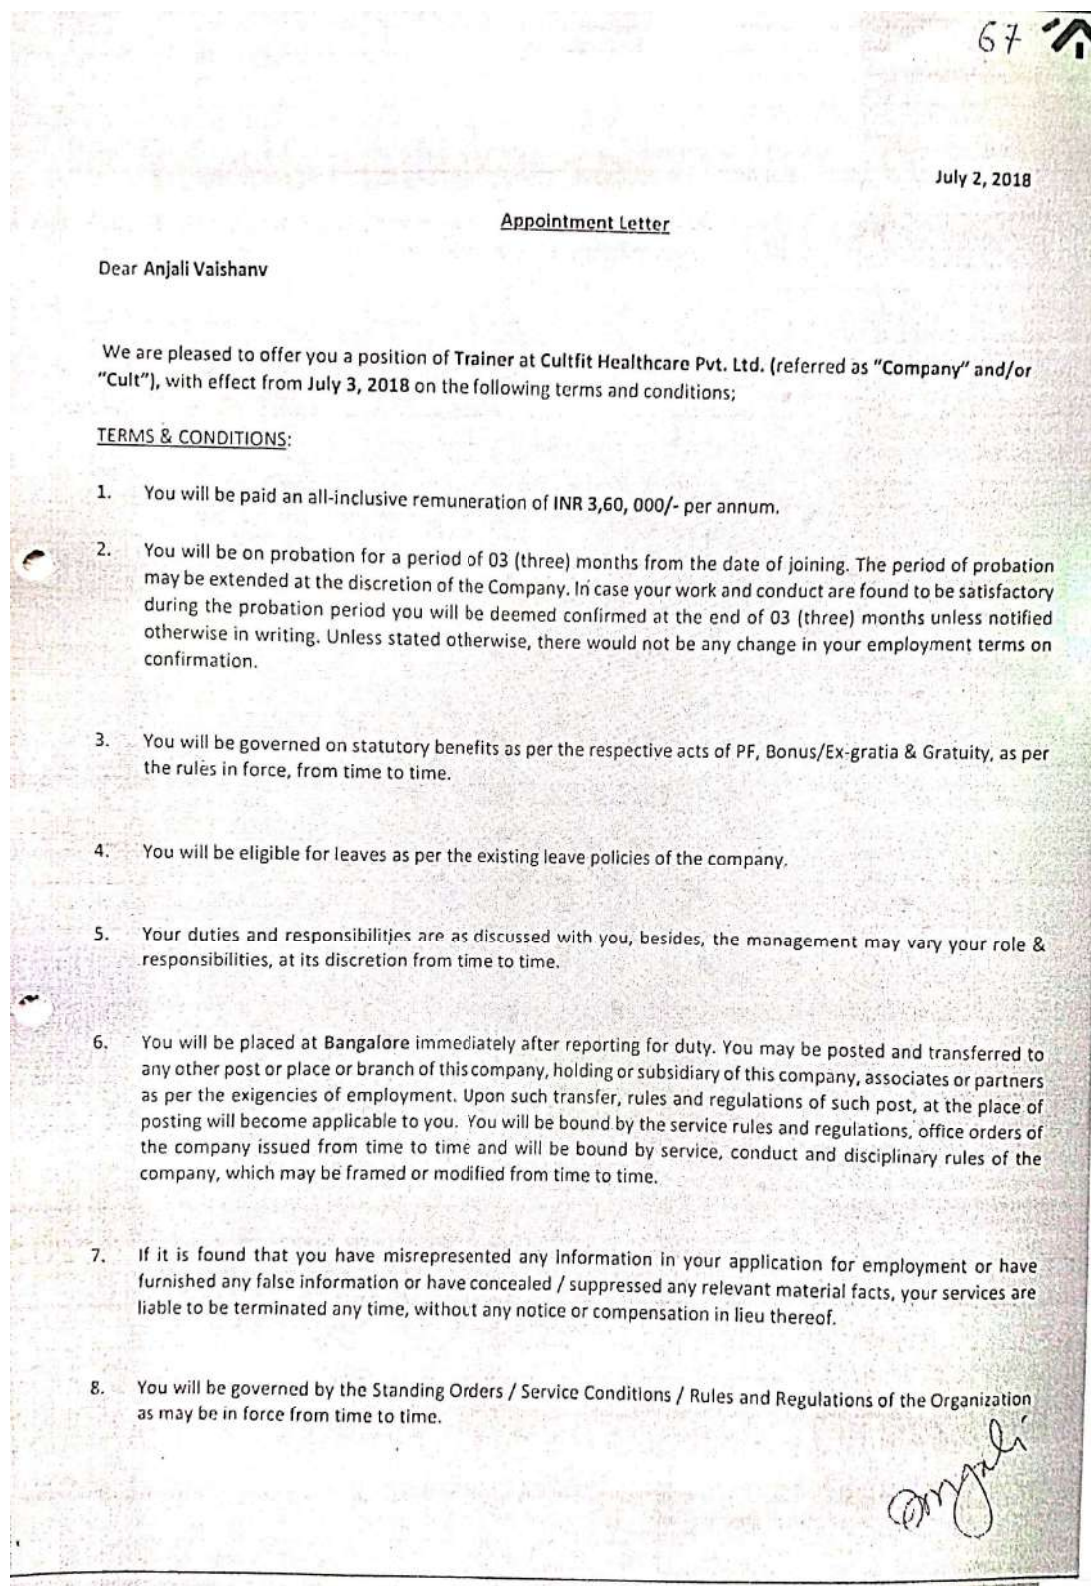 67
July 2, 2018
Appointment Letter
Dear Anjali Vaishanv
We are pleased to offer you a position of Trainer at Cultfit Healthcare Pvt. Ltd. (referred as "Company" and/or
"Cult"), with effect from July 3, 2018 on the following terms and conditions;
TERMS & CONDITIONS:
1. You will be paid an all-inclusive remuneration of INR 3,60, 000/- per annum.
2. You will be on probation for a period of 03 (three) months from the date of joining. The period of probation
may be extended at the discretion of the Company. In case your work and conduct are found to be satisfactory
during the probation period you will be deemed confirmed at the end of 03 (three) months unless notified
otherwise in writing. Unless stated otherwise, there would not be any change in your employment terms on
confirmation.
3. You will be governed on statutory benefits as per the respective acts of PF, Bonus/Ex-gratia & Gratuity, as per
the rules in force, from time to time.
4. You will be eligible for leaves as per the existing leave policies of the company.
5. Your duties and responsibilities are as discussed with you, besides, the management may vary your role &
responsibilities, at its discretion from time to time.
6. You will be placed at Bangalore immediately after reporting for duty. You may be posted and transferred to
any other post or place or branch of this company, holding or subsidiary of this company, associates or partners
as per the exigencies of employment. Upon such transfer, rules and regulations of such post, at the place of
posting will become applicable to you. You will be bound by the service rules and regulations, office orders of
the company issued from time to time and will be bound by service, conduct and disciplinary rules of the
company, which may be framed or modified from time to time.
7. If it is found that you have misrepresented any information in your application for employment or have
furnished any false information or have concealed / suppressed any relevant material facts, your services are
liable to be terminated any time, without any notice or compensation in lieu thereof.
8. You will be governed by the Standing Orders / Service Conditions / Rules and Regulations of the Organization
as may be in force from time to time.
Anjali